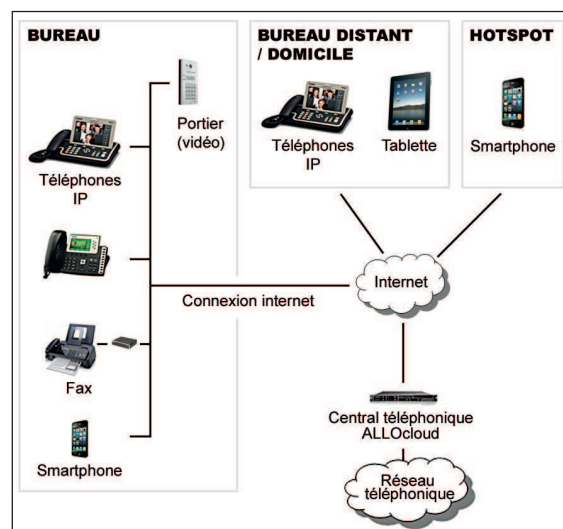 BUREAU
Portier
(vidéo)
Téléphones
IP
Fax
Smartphone
BUREAU DISTANT
/ DOMICILE
Téléphones
IP
Tablette
HOTSPOT
Smartphone
Internet
Connexion internet
Central téléphonique
ALLOcloud
Réseau
téléphonique